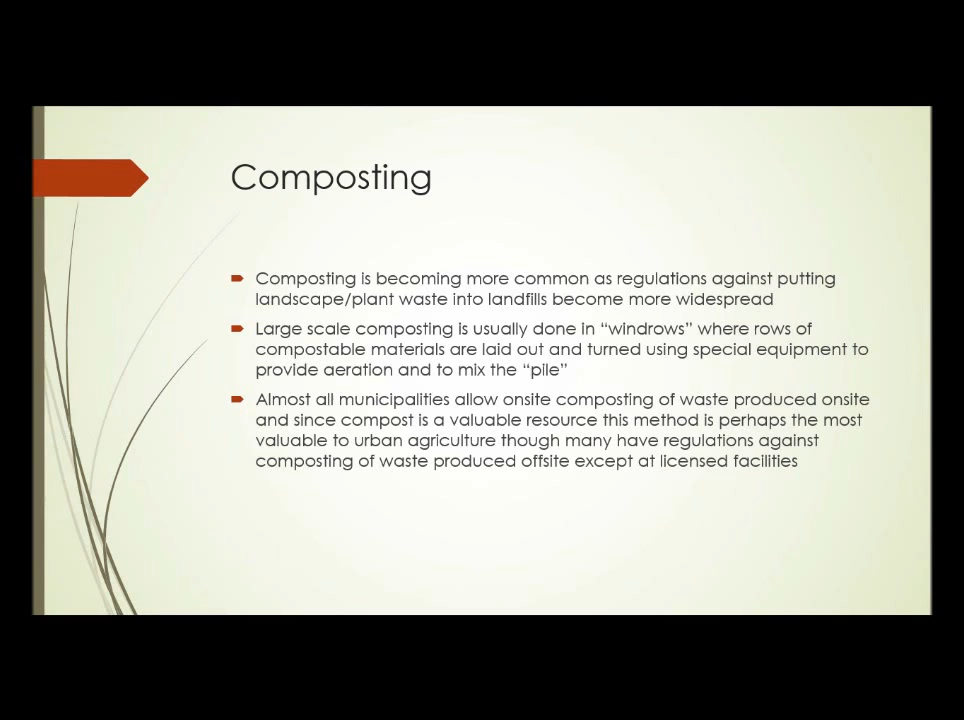 Composting
Composting is becoming more common as regulations against putting
landscape/plant waste into landfills become more widespread
Large scale composting is usually done in “windrows” where rows of
compostable materials are laid out and turned using special equipment to
provide aeration and to mix the “pile”
Almost all municipalities allow onsite composting of waste produced onsite
and since compost is a valuable resource this method is perhaps the most
valuable to urban agriculture though many have regulations against
composting of waste produced offsite except at licensed facilities